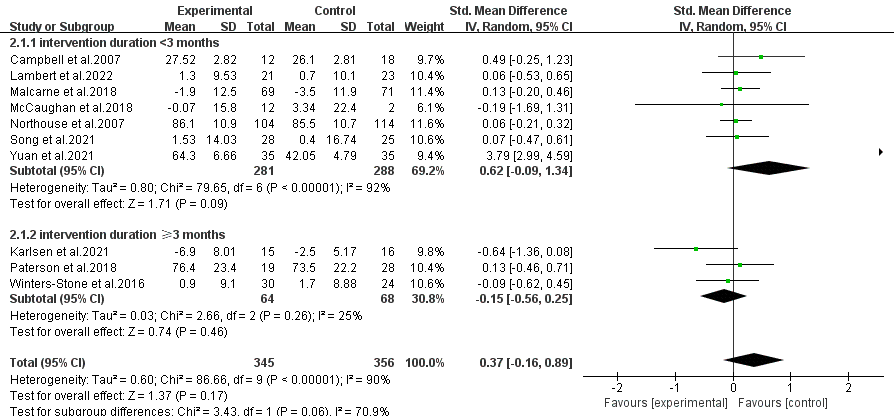 Experimental Control Std. Mean Difference Std. Mean Difference
Study or Subgroup Mean SD Total Mean SD Total Weight IV, Random, 95% CI IV, Random, 95% CI
2.1.1 intervention duration <3 months
Campbell et al.2007 27.52 2.82 12 26.1 2.81 18 9.7% 0.49 [-0.25, 1.23]
Lambert et al.2022 1.3 9.53 21 0.7 10.1 23 10.3% 0.06 [-0.53, 0.65]
Malcarne et al.2018 -1.9 12.5 69 -3.5 11.9 71 11.2% 0.13 [-0.20, 0.46]
McCaughan et al.2018 -0.07 15.8 12 3.34 22.4 2 6.1% -0.19 [-1.69, 1.31]
Northouse et al.2007 86.1 10.9 104 85.5 10.7 114 11.4% 0.06 [-0.21, 0.32]
Song et al.2021 1.53 14.03 28 0.4 16.74 25 10.5% 0.07 [-0.47, 0.61]
Yuan et al.2021 64.3 6.66 35 42.05 4.79 35 9.4% 3.79 [2.99, 4.59]
Subtotal (95% CI) 281 288 69.2% 0.62 [-0.09, 1.34]
Heterogeneity: Tau² = 0.80; Chi² = 79.65, df = 6 (P < 0.00001); I² = 92%
Test for overall effect: Z = 1.71 (P = 0.09)
2.1.2 intervention duration ≥3 months
Karlsen et al.2021 -6.9 8.01 15 -2.5 5.17 16 9.8% -0.64 [-1.36, 0.08]
Paterson et al.2018 76.4 23.4 19 73.5 22.2 28 10.4% 0.13 [-0.46, 0.71]
Winters-Stone et al.2016 0.9 9.1 30 1.7 8.88 24 10.6% -0.09 [-0.62, 0.45]
Subtotal (95% CI) 64 68 30.8% -0.15 [-0.56, 0.25]
Heterogeneity: Tau² = 0.03; Chi² = 2.66, df = 2 (P = 0.26); I² = 25%
Test for overall effect: Z = 0.74 (P = 0.46)
Total (95% CI) 345 356 100.0% 0.37 [-0.16, 0.89]
Heterogeneity: Tau² = 0.60; Chi² = 86.66, df = 9 (P < 0.00001); I² = 90%
Test for overall effect: Z = 1.37 (P = 0.17)
Test for subgroup differences: Chi² = 3.43, df = 1 (P = 0.06), I² = 70.9%
-2 -1 0 1 2
Favours [experimental] Favours [control]